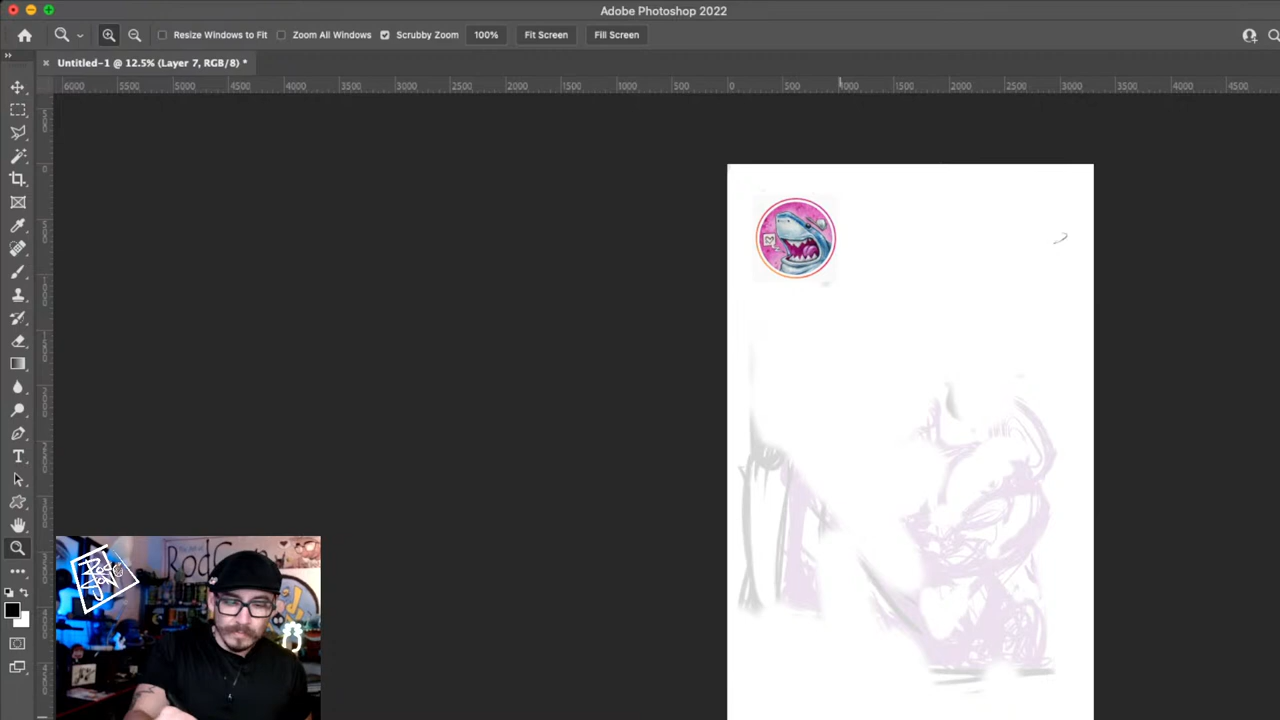 Adobe Photoshop 2022
Resize Windows to Fit
Zoom All Windows
Scrubby Zoom
100%
Fit Screen
Fill Screen
Untitled-1 @ 12.5% (Layer 7, RGB/8) *
6000 5500 5000 4500 4000 3500 3000 2500 2000 1500 1000 500 0 500 1000 1500 2000 2500 3000 3500 4000 4500